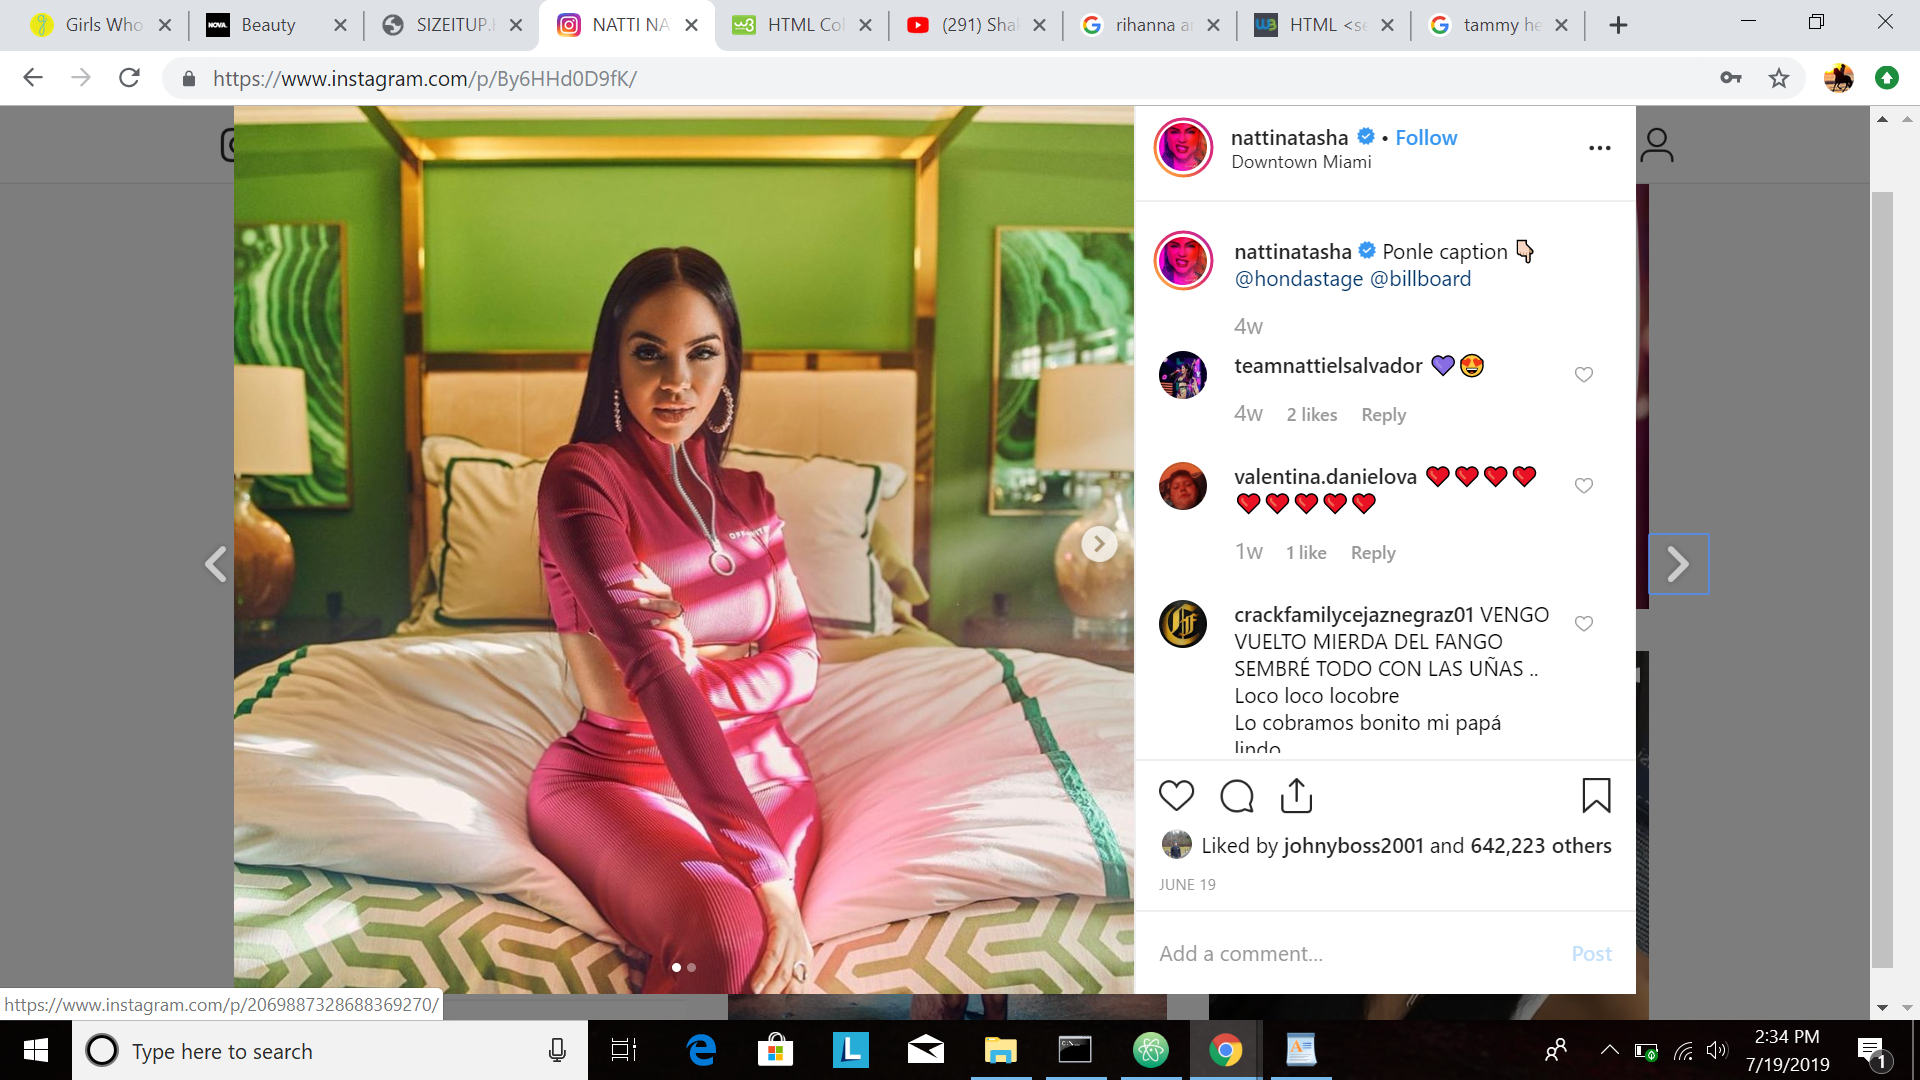 Girls Who
NOVA.
Beauty
SIZEITUP.
NATTI NA
HTML Col
(291) Shak
rihanna a
HTML <se
tammy he
https://www.instagram.com/p/By6HHd0D9fK/
nattinatasha • Follow
Downtown Miami
nattinatasha Ponle caption 👇🏻
@hondastage @billboard
4w
teamnattielsalvador 💜😍
4w 2 likes Reply
valentina.danielova ❤️❤️❤️❤️
❤️❤️❤️❤️❤️
1w 1 like Reply
crackfamilycejaznegraz01 VENGO
VUELTO MIERDA DEL FANGO
SEMBRÉ TODO CON LAS UÑAS ..
Loco loco locobre
Lo cobramos bonito mi papá
lindo
Liked by johnyboss2001 and 642,223 others
JUNE 19
Add a comment... Post
https://www.instagram.com/p/2069887328688369270/
Type here to search
2:34 PM
7/19/2019
1